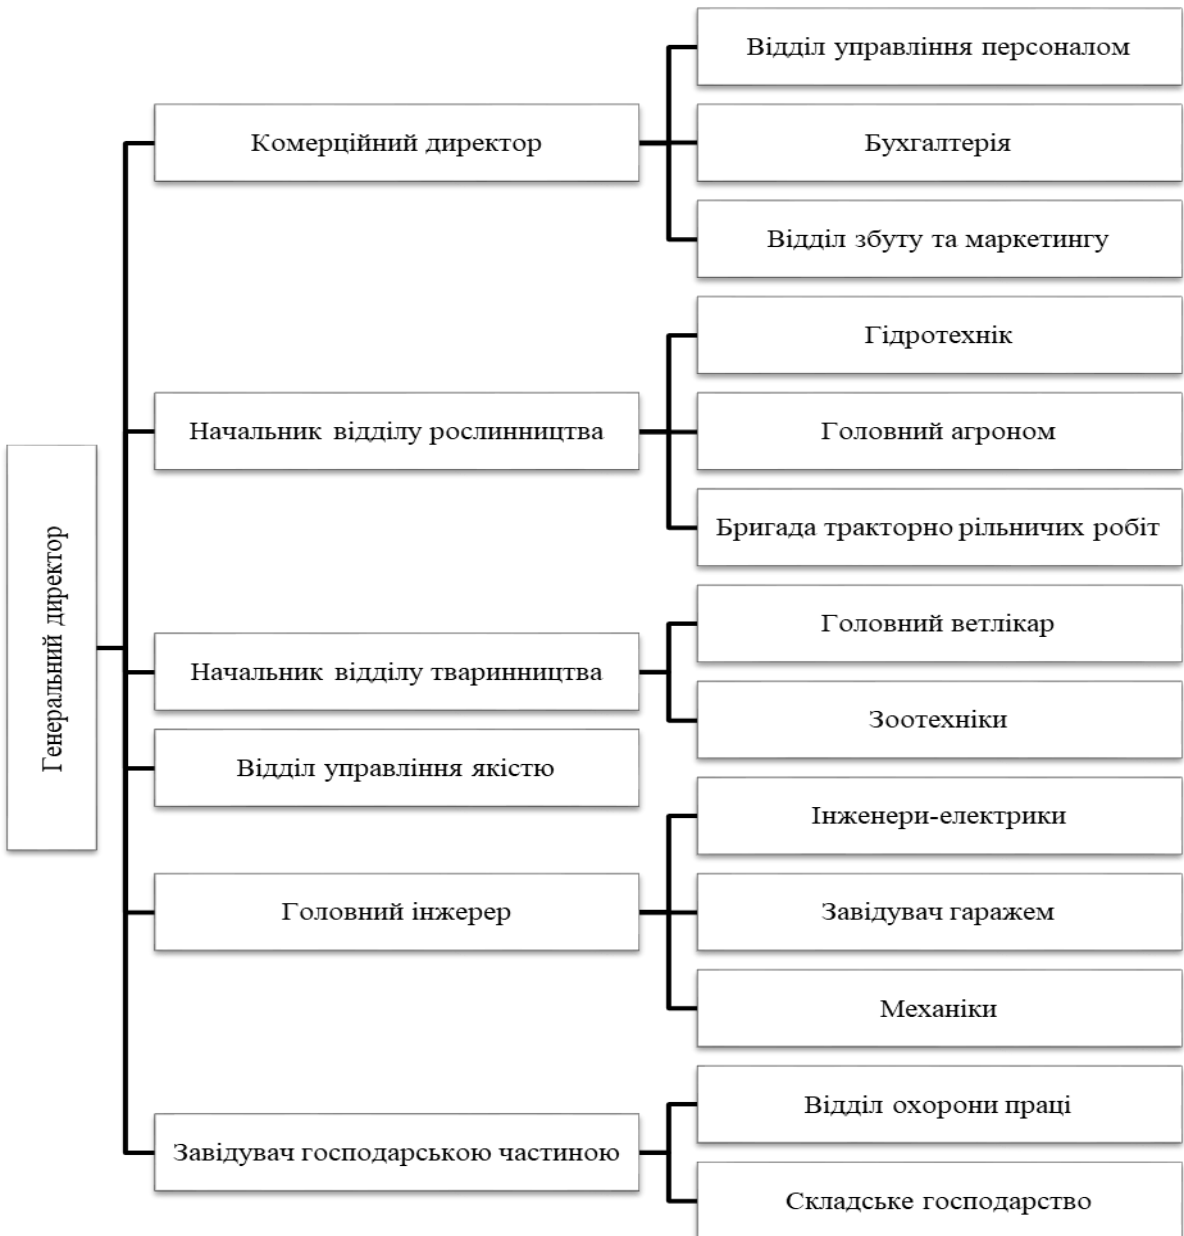 Генеральний директор
Комерційний директор
Відділ управління персоналом
Бухгалтерія
Відділ збуту та маркетингу
Начальник відділу рослинництва
Гідротехнік
Головний агроном
Бригада тракторно рільничих робіт
Начальник відділу тваринництва
Головний ветлікар
Зоотехніки
Відділ управління якістю
Головний інжерер
Інженери-електрики
Завідувач гаражем
Механіки
Завідувач господарською частиною
Відділ охорони праці
Складське господарство